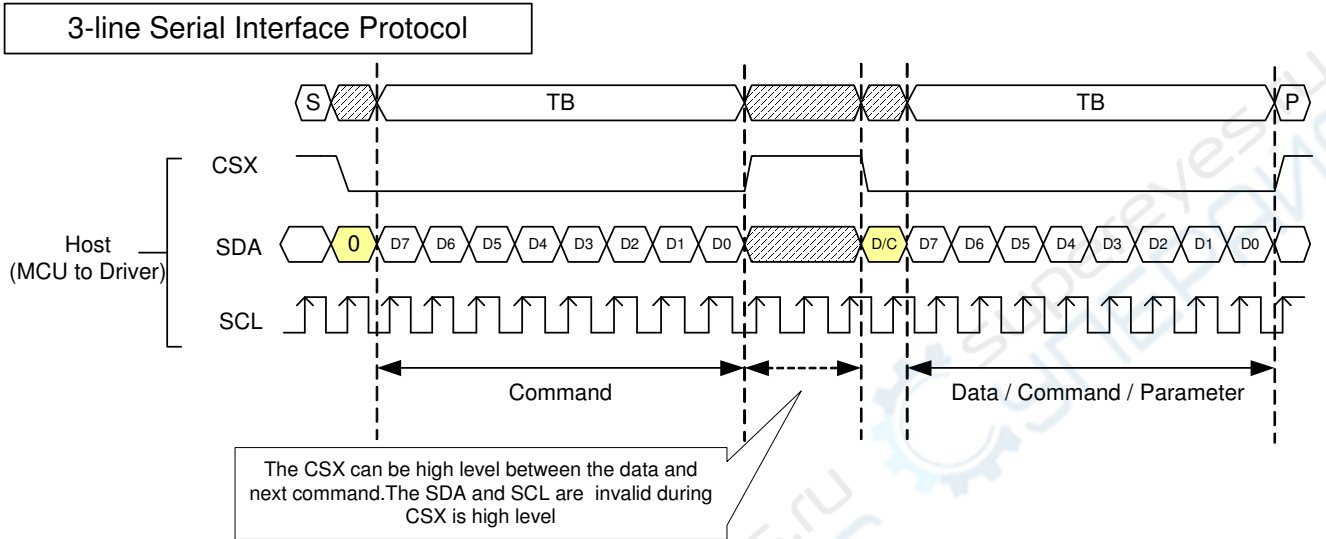 3-line Serial Interface Protocol
S TB TB P
CSX
Host
(MCU to Driver)
SDA 0 D7 D6 D5 D4 D3 D2 D1 D0 D/C D7 D6 D5 D4 D3 D2 D1 D0
SCL
Command Data / Command / Parameter
The CSX can be high level between the data and
next command.The SDA and SCL are invalid during
CSX is high level
supereyes.ru